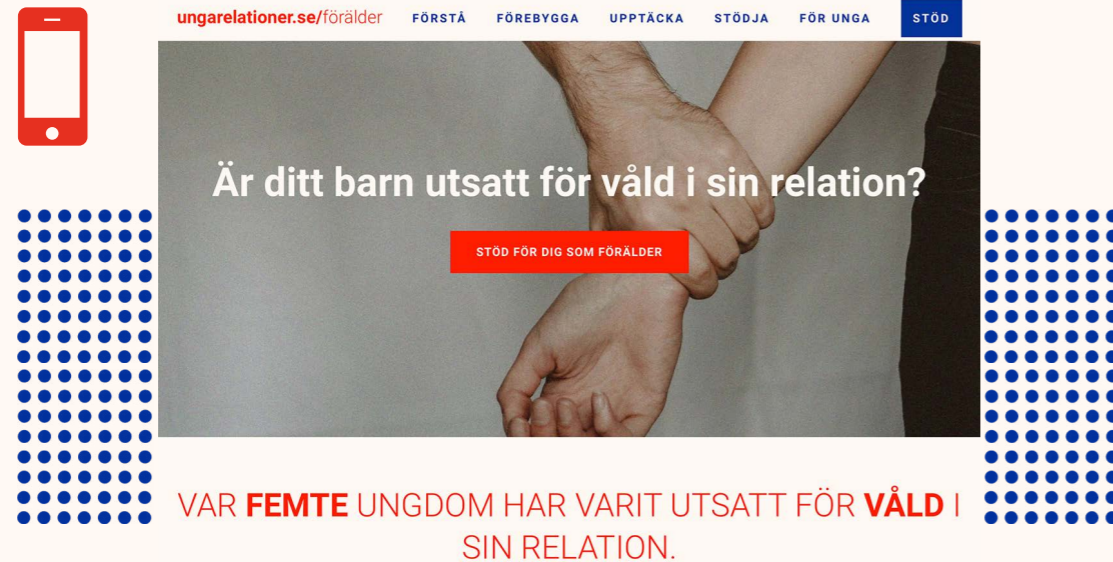 ungarelationer.se/förälder FÖRSTÅ FÖREBYGGA UPPTÄCKA STÖDJA FÖR UNGA STÖD
Är ditt barn utsatt för våld i sin relation?
STÖD FÖR DIG SOM FÖRÄLDER
VAR FEMTE UNGDOM HAR VARIT UTSATT FÖR VÅLD I
SIN RELATION.